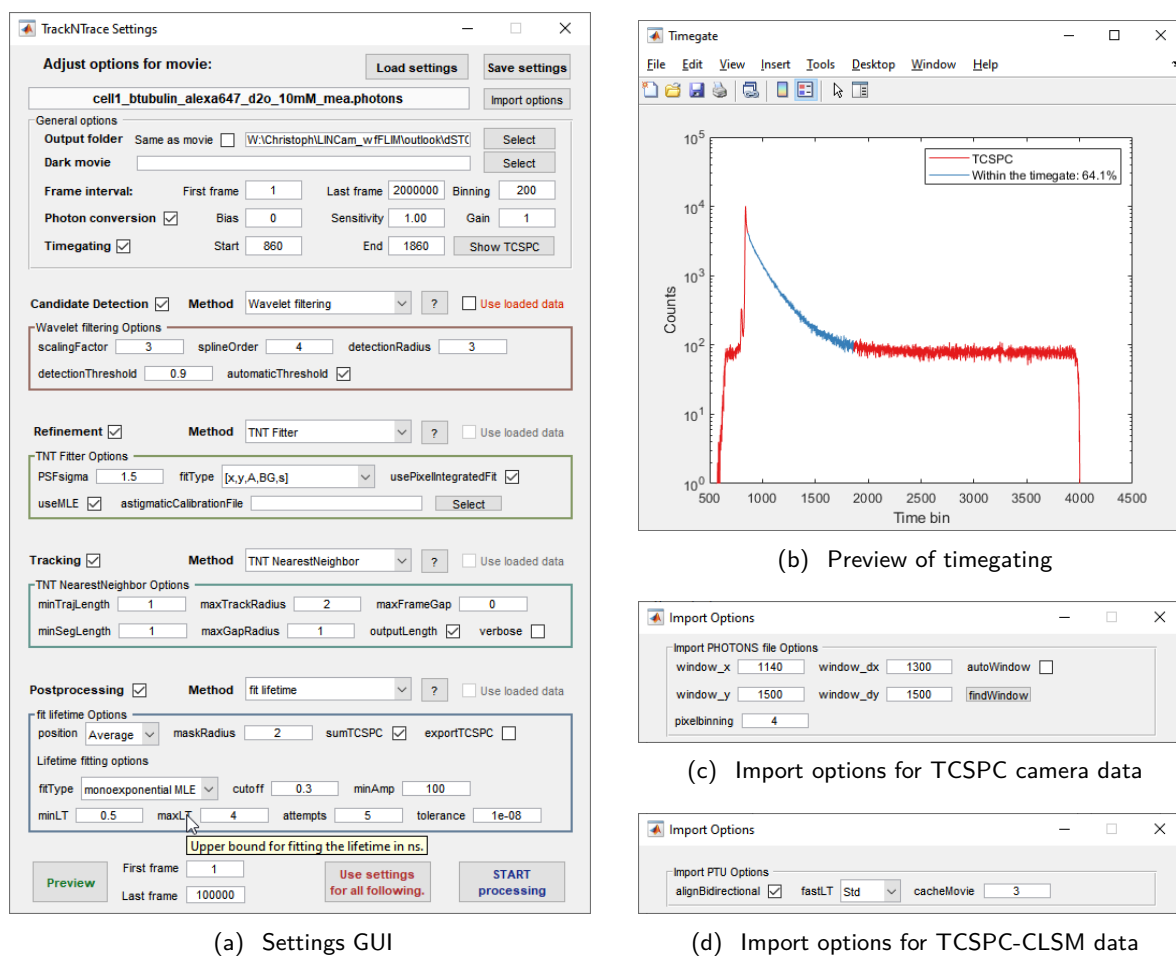 TrackNTrace Settings
Adjust options for movie:
Load settings
Save settings
cell1_btubulin_alexa647_d2o_10mM_mea.photons
Import options
General options
Output folder Same as movie W:\Christoph\LINCam_wfFLIM\outlook\dST Select
Dark movie Select
Frame interval: First frame 1 Last frame 2000000 Binning 200
Photon conversion Bias 0 Sensitivity 1.00 Gain 1
Timegating Start 860 End 1860 Show TCSPC
Candidate Detection Method Wavelet filtering ? Use loaded data
Wavelet filtering Options
scalingFactor 3 splineOrder 4 detectionRadius 3
detectionThreshold 0.9 automaticThreshold
Refinement Method TNT Fitter ? Use loaded data
TNT Fitter Options
PSFsigma 1.5 fitType [x,y,A,BG,s] usePixelIntegratedFit
useMLE astigmaticCalibrationFile Select
Tracking Method TNT NearestNeighbor ? Use loaded data
TNT NearestNeighbor Options
minTrajLength 1 maxTrackRadius 2 maxFrameGap 0
minSegLength 1 maxGapRadius 1 outputLength verbose
Postprocessing Method fit lifetime ? Use loaded data
fit lifetime Options
position Average maskRadius 2 sumTCSPC exportTCSPC
Lifetime fitting options
fitType monoexponential MLE cutoff 0.3 minAmp 100
minLT 0.5 maxLT 4 attempts 5 tolerance 1e-08
Upper bound for fitting the lifetime in ns.
Preview
First frame 1
Last frame 100000
Use settings
for all following.
START
processing
(a) Settings GUI
Timegate
File Edit View Insert Tools Desktop Window Help
TCSPC
Within the timegate: 64.1%
10^5
10^4
10^3
10^2
10^1
10^0
Counts
500 1000 1500 2000 2500 3000 3500 4000 4500
Time bin
(b) Preview of timegating
Import Options
Import PHOTONS file Options
window_x 1140 window_dx 1300 autoWindow
window_y 1500 window_dy 1500 findWindow
pixelbinning 4
(c) Import options for TCSPC camera data
Import Options
Import PTU Options
alignBidirectional fastLT Std cacheMovie 3
(d) Import options for TCSPC-CLSM data